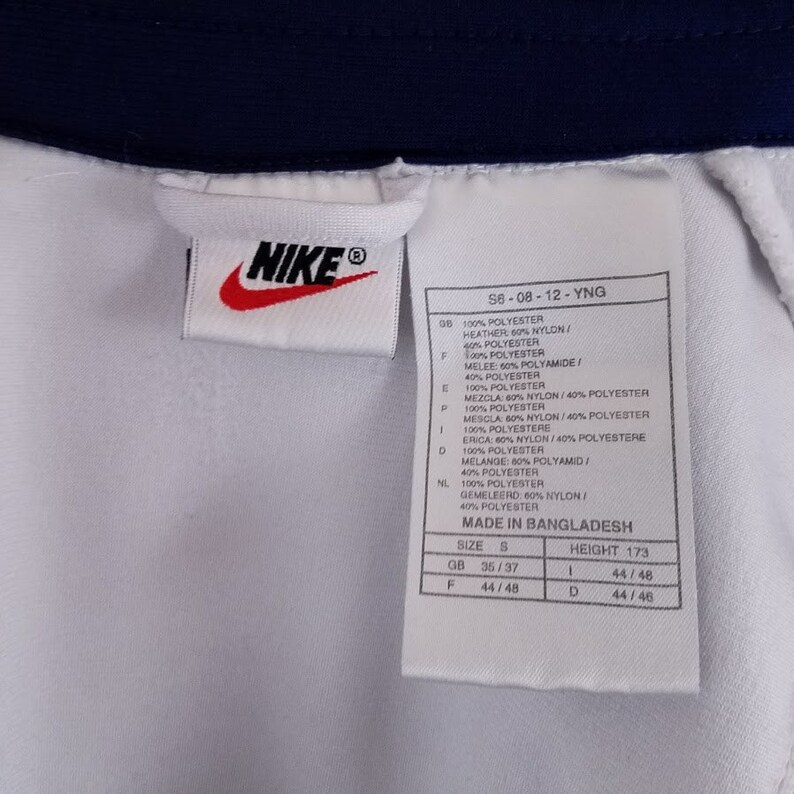 NIKE®
S6 - 08 - 12 - YNG
GB 100% POLYESTER
HEATHER: 60% NYLON /
40% POLYESTER
F 100% POLYESTER
MELEE: 60% POLYAMIDE /
40% POLYESTER
E 100% POLYESTER
MEZCLA: 60% NYLON / 40% POLYESTER
P 100% POLYESTER
MESCLA: 60% NYLON / 40% POLYESTER
I 100% POLYESTERE
ERICA: 60% NYLON / 40% POLYESTERE
D 100% POLYESTER
MELANGE: 60% POLYAMID /
40% POLYESTER
NL 100% POLYESTER
GEMELEERD: 60% NYLON /
40% POLYESTER
MADE IN BANGLADESH
SIZE S HEIGHT 173
GB 35 / 37 I 44 / 48
F 44 / 48 D 44 / 46